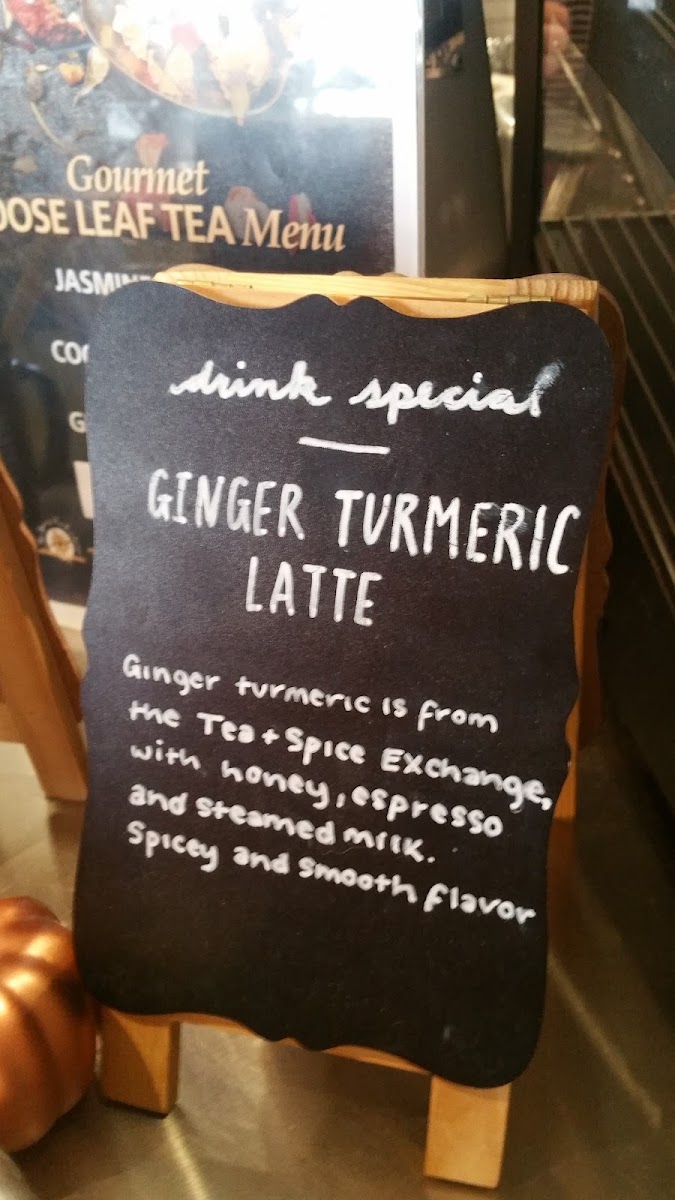 Gourmet
LEAF TEA Menu
drink special
GINGER TURMERIC
LATTE
Ginger turmeric is from
the Tea + Spice Exchange,
with honey, espresso
and steamed milk.
Spicey and smooth flavor